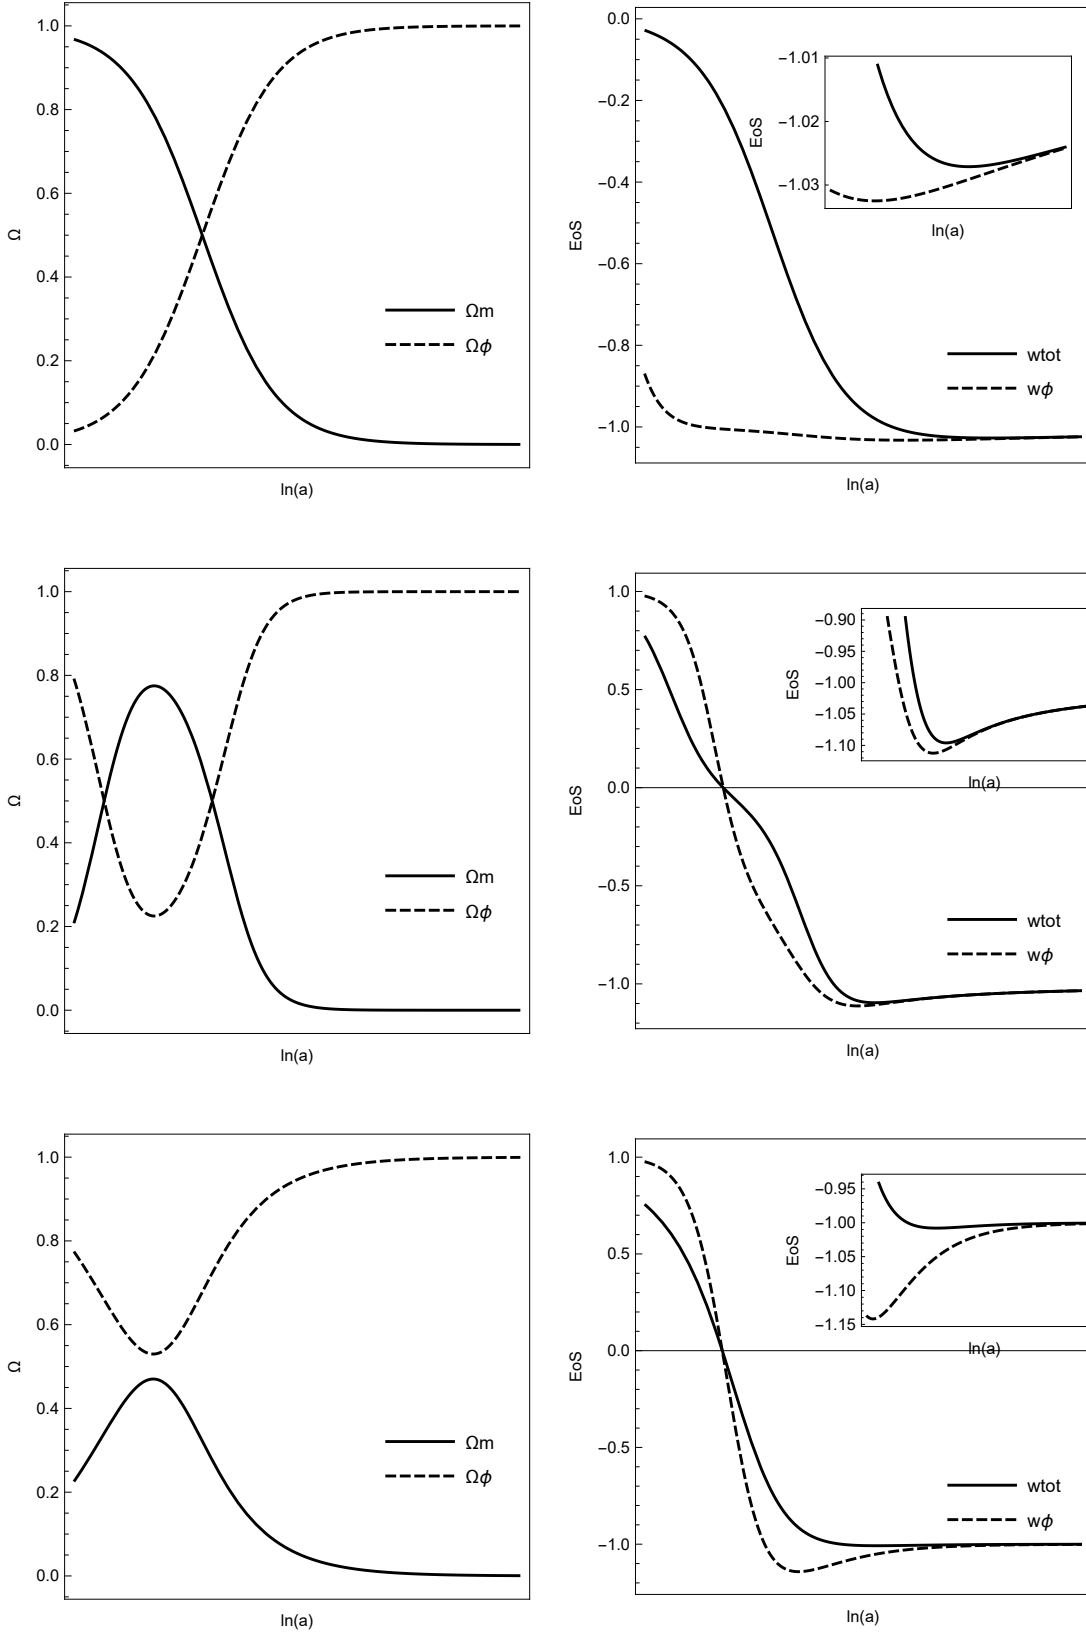 1.0
0.8
0.6
0.4
0.2
0.0
Ω
ln(a)
Ωm
Ωϕ
0.0
−0.2
−0.4
−0.6
−0.8
−1.0
EoS
ln(a)
wtot
wϕ
−1.01
−1.02
−1.03
EoS
ln(a)
1.0
0.8
0.6
0.4
0.2
0.0
Ω
ln(a)
Ωm
Ωϕ
1.0
0.5
0.0
−0.5
−1.0
EoS
ln(a)
wtot
wϕ
−0.90
−0.95
−1.00
−1.05
−1.10
EoS
ln(a)
1.0
0.8
0.6
0.4
0.2
0.0
Ω
ln(a)
Ωm
Ωϕ
1.0
0.5
0.0
−0.5
−1.0
EoS
ln(a)
wtot
wϕ
−0.95
−1.00
−1.05
−1.10
−1.15
EoS
ln(a)